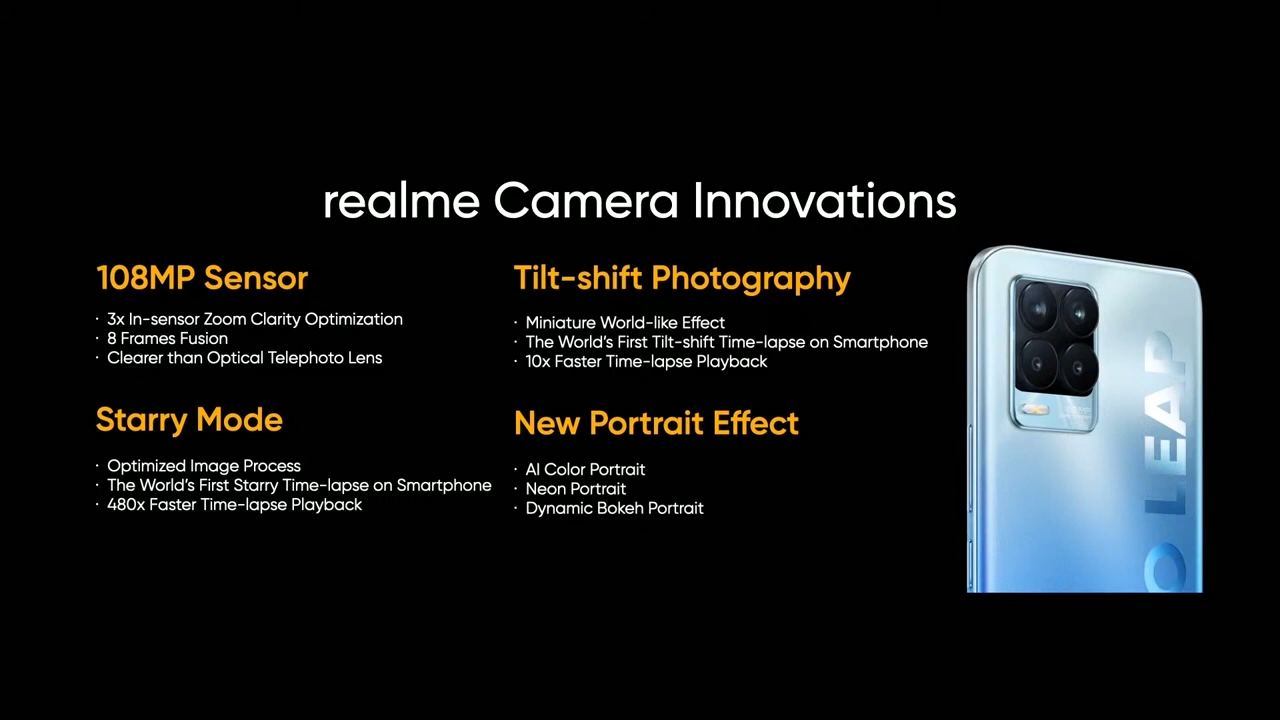 realme Camera Innovations
108MP Sensor
· 3x In-sensor Zoom Clarity Optimization
· 8 Frames Fusion
· Clearer than Optical Telephoto Lens
Starry Mode
· Optimized Image Process
· The World's First Starry Time-lapse on Smartphone
· 480x Faster Time-lapse Playback
Tilt-shift Photography
· Miniature World-like Effect
· The World's First Tilt-shift Time-lapse on Smartphone
· 10x Faster Time-lapse Playback
New Portrait Effect
· AI Color Portrait
· Neon Portrait
· Dynamic Bokeh Portrait
O LEAP